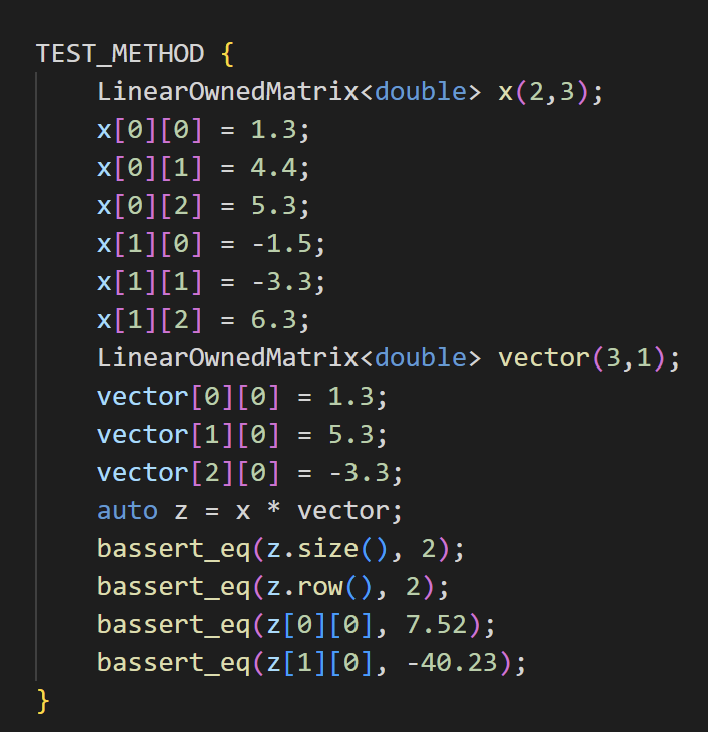 TEST_METHOD {
    LinearOwnedMatrix<double> x(2,3);
    x[0][0] = 1.3;
    x[0][1] = 4.4;
    x[0][2] = 5.3;
    x[1][0] = -1.5;
    x[1][1] = -3.3;
    x[1][2] = 6.3;
    LinearOwnedMatrix<double> vector(3,1);
    vector[0][0] = 1.3;
    vector[1][0] = 5.3;
    vector[2][0] = -3.3;
    auto z = x * vector;
    bassert_eq(z.size(), 2);
    bassert_eq(z.row(), 2);
    bassert_eq(z[0][0], 7.52);
    bassert_eq(z[1][0], -40.23);
}